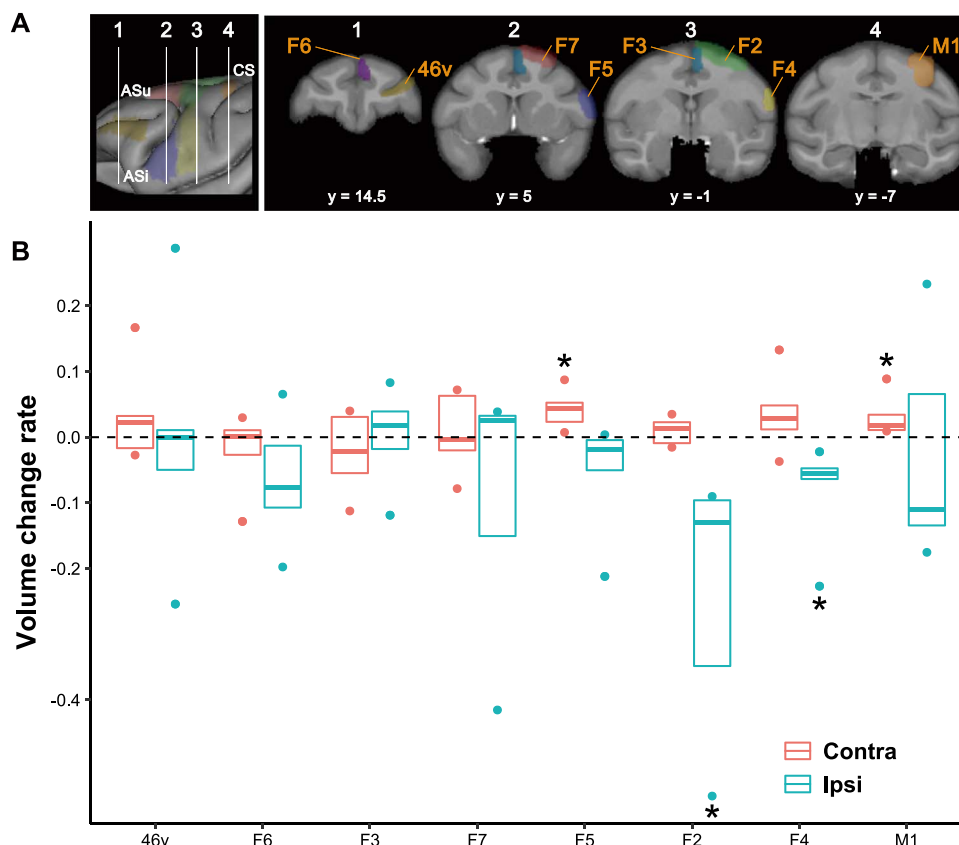 A
1 2 3 4
CS
ASu
ASi
1 2 3 4
F6
46v
F7
F5
F3
F2
F4
M1
y = 14.5
y = 5
y = -1
y = -7
B
Volume change rate
0.2
0.1
0.0
-0.1
-0.2
-0.4
*
*
*
*
Contra
Ipsi
46v F6 F3 F7 F5 F2 F4 M1